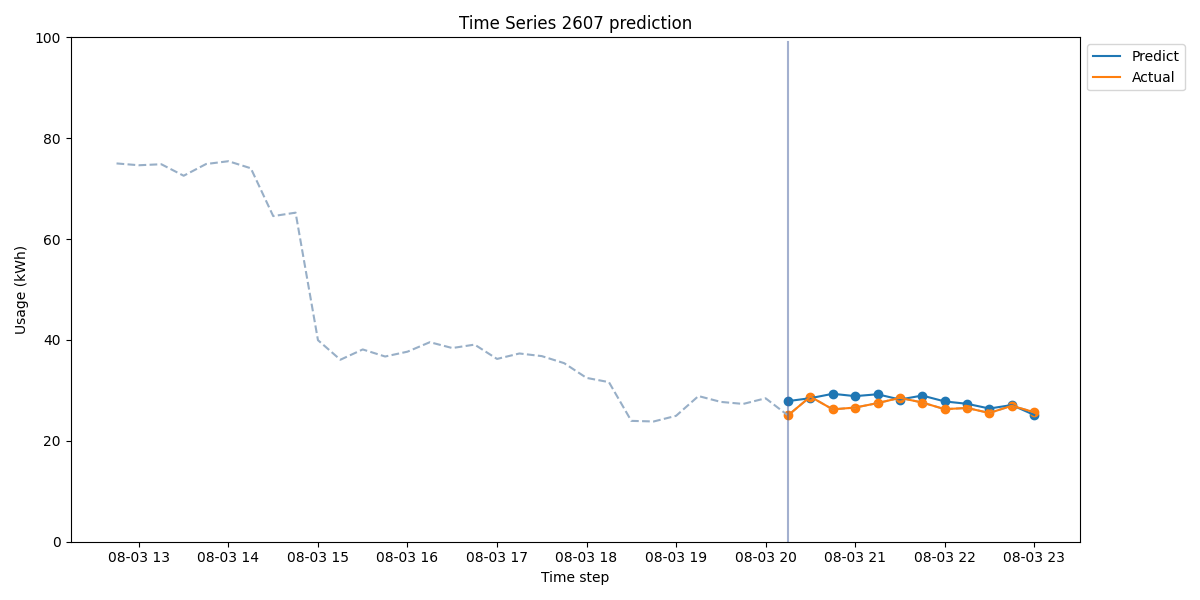 Time Series 2607 prediction
100
80
60
40
20
0
Usage (kWh)
08-03 13 08-03 14 08-03 15 08-03 16 08-03 17 08-03 18 08-03 19 08-03 20 08-03 21 08-03 22 08-03 23
Time step
Predict
Actual